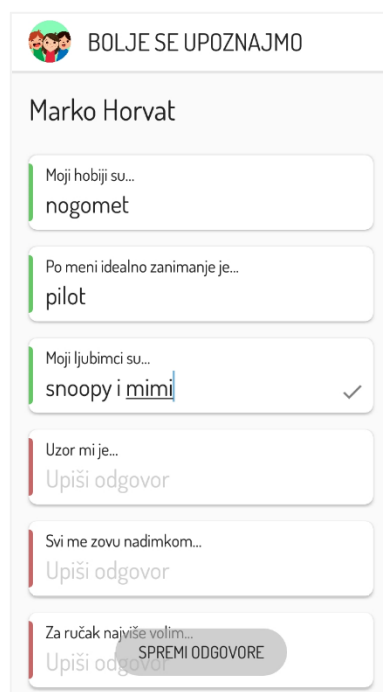 BOLJE SE UPOZNAJMO
Marko Horvat
Moji hobiji su...
nogomet
Po meni idealno zanimanje je...
pilot
Moji ljubimci su...
snoopy i mimi
Uzor mi je...
Upiši odgovor
Svi me zovu nadimkom...
Upiši odgovor
Za ručak najviše volim...
Upiši odgovor
SPREMI ODGOVORE